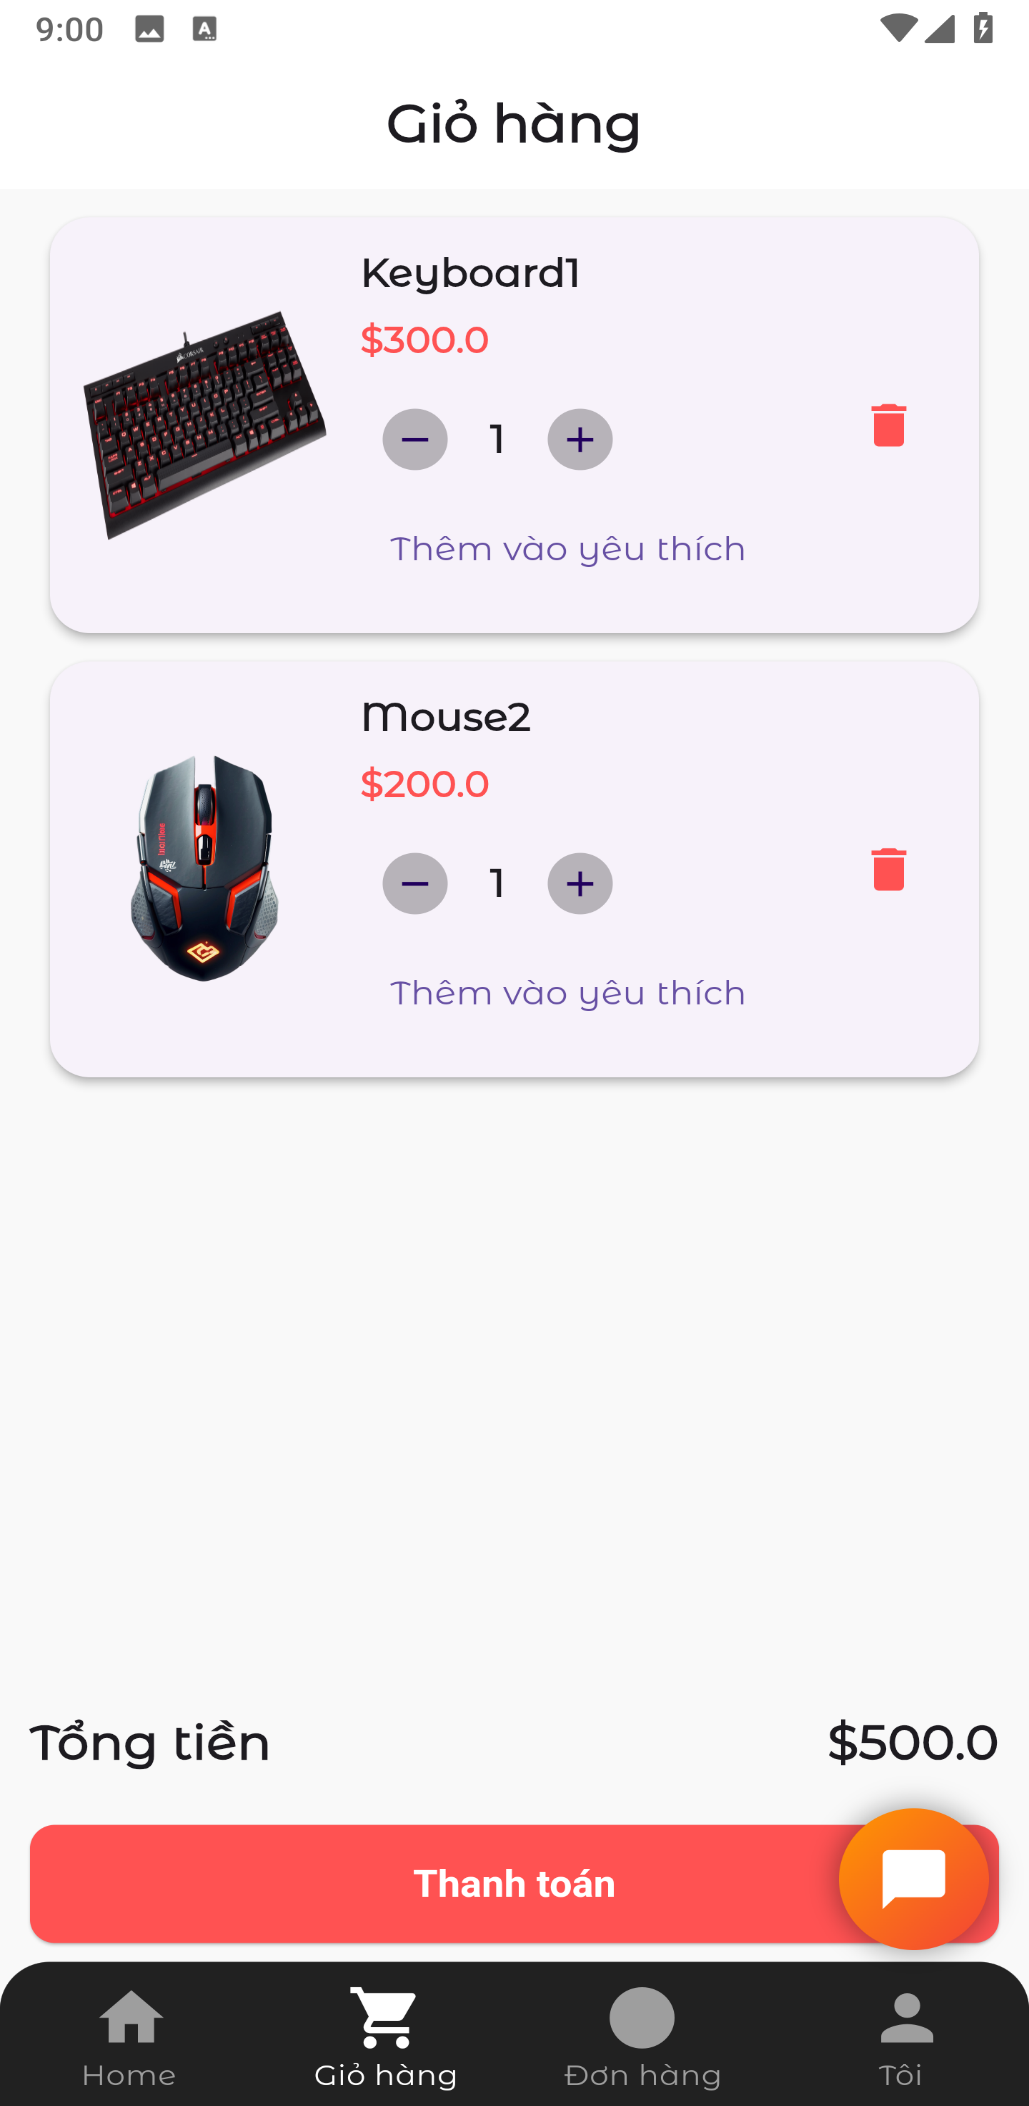 9:00
Giỏ hàng
Keyboard1
$300.0
1
Thêm vào yêu thích
Mouse2
$200.0
1
Thêm vào yêu thích
Tổng tiền $500.0
Thanh toán
Home Giỏ hàng Đơn hàng Tôi